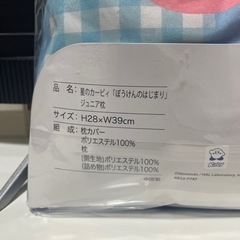 品 名：星のカービィ「ぼうけんのはじまり」
ジュニア枕
サイズ：H28×W39cm
組 成：枕カバー
ポリエステル100%
枕
(側生地)ポリエステル100%
(詰め物)ポリエステル100%